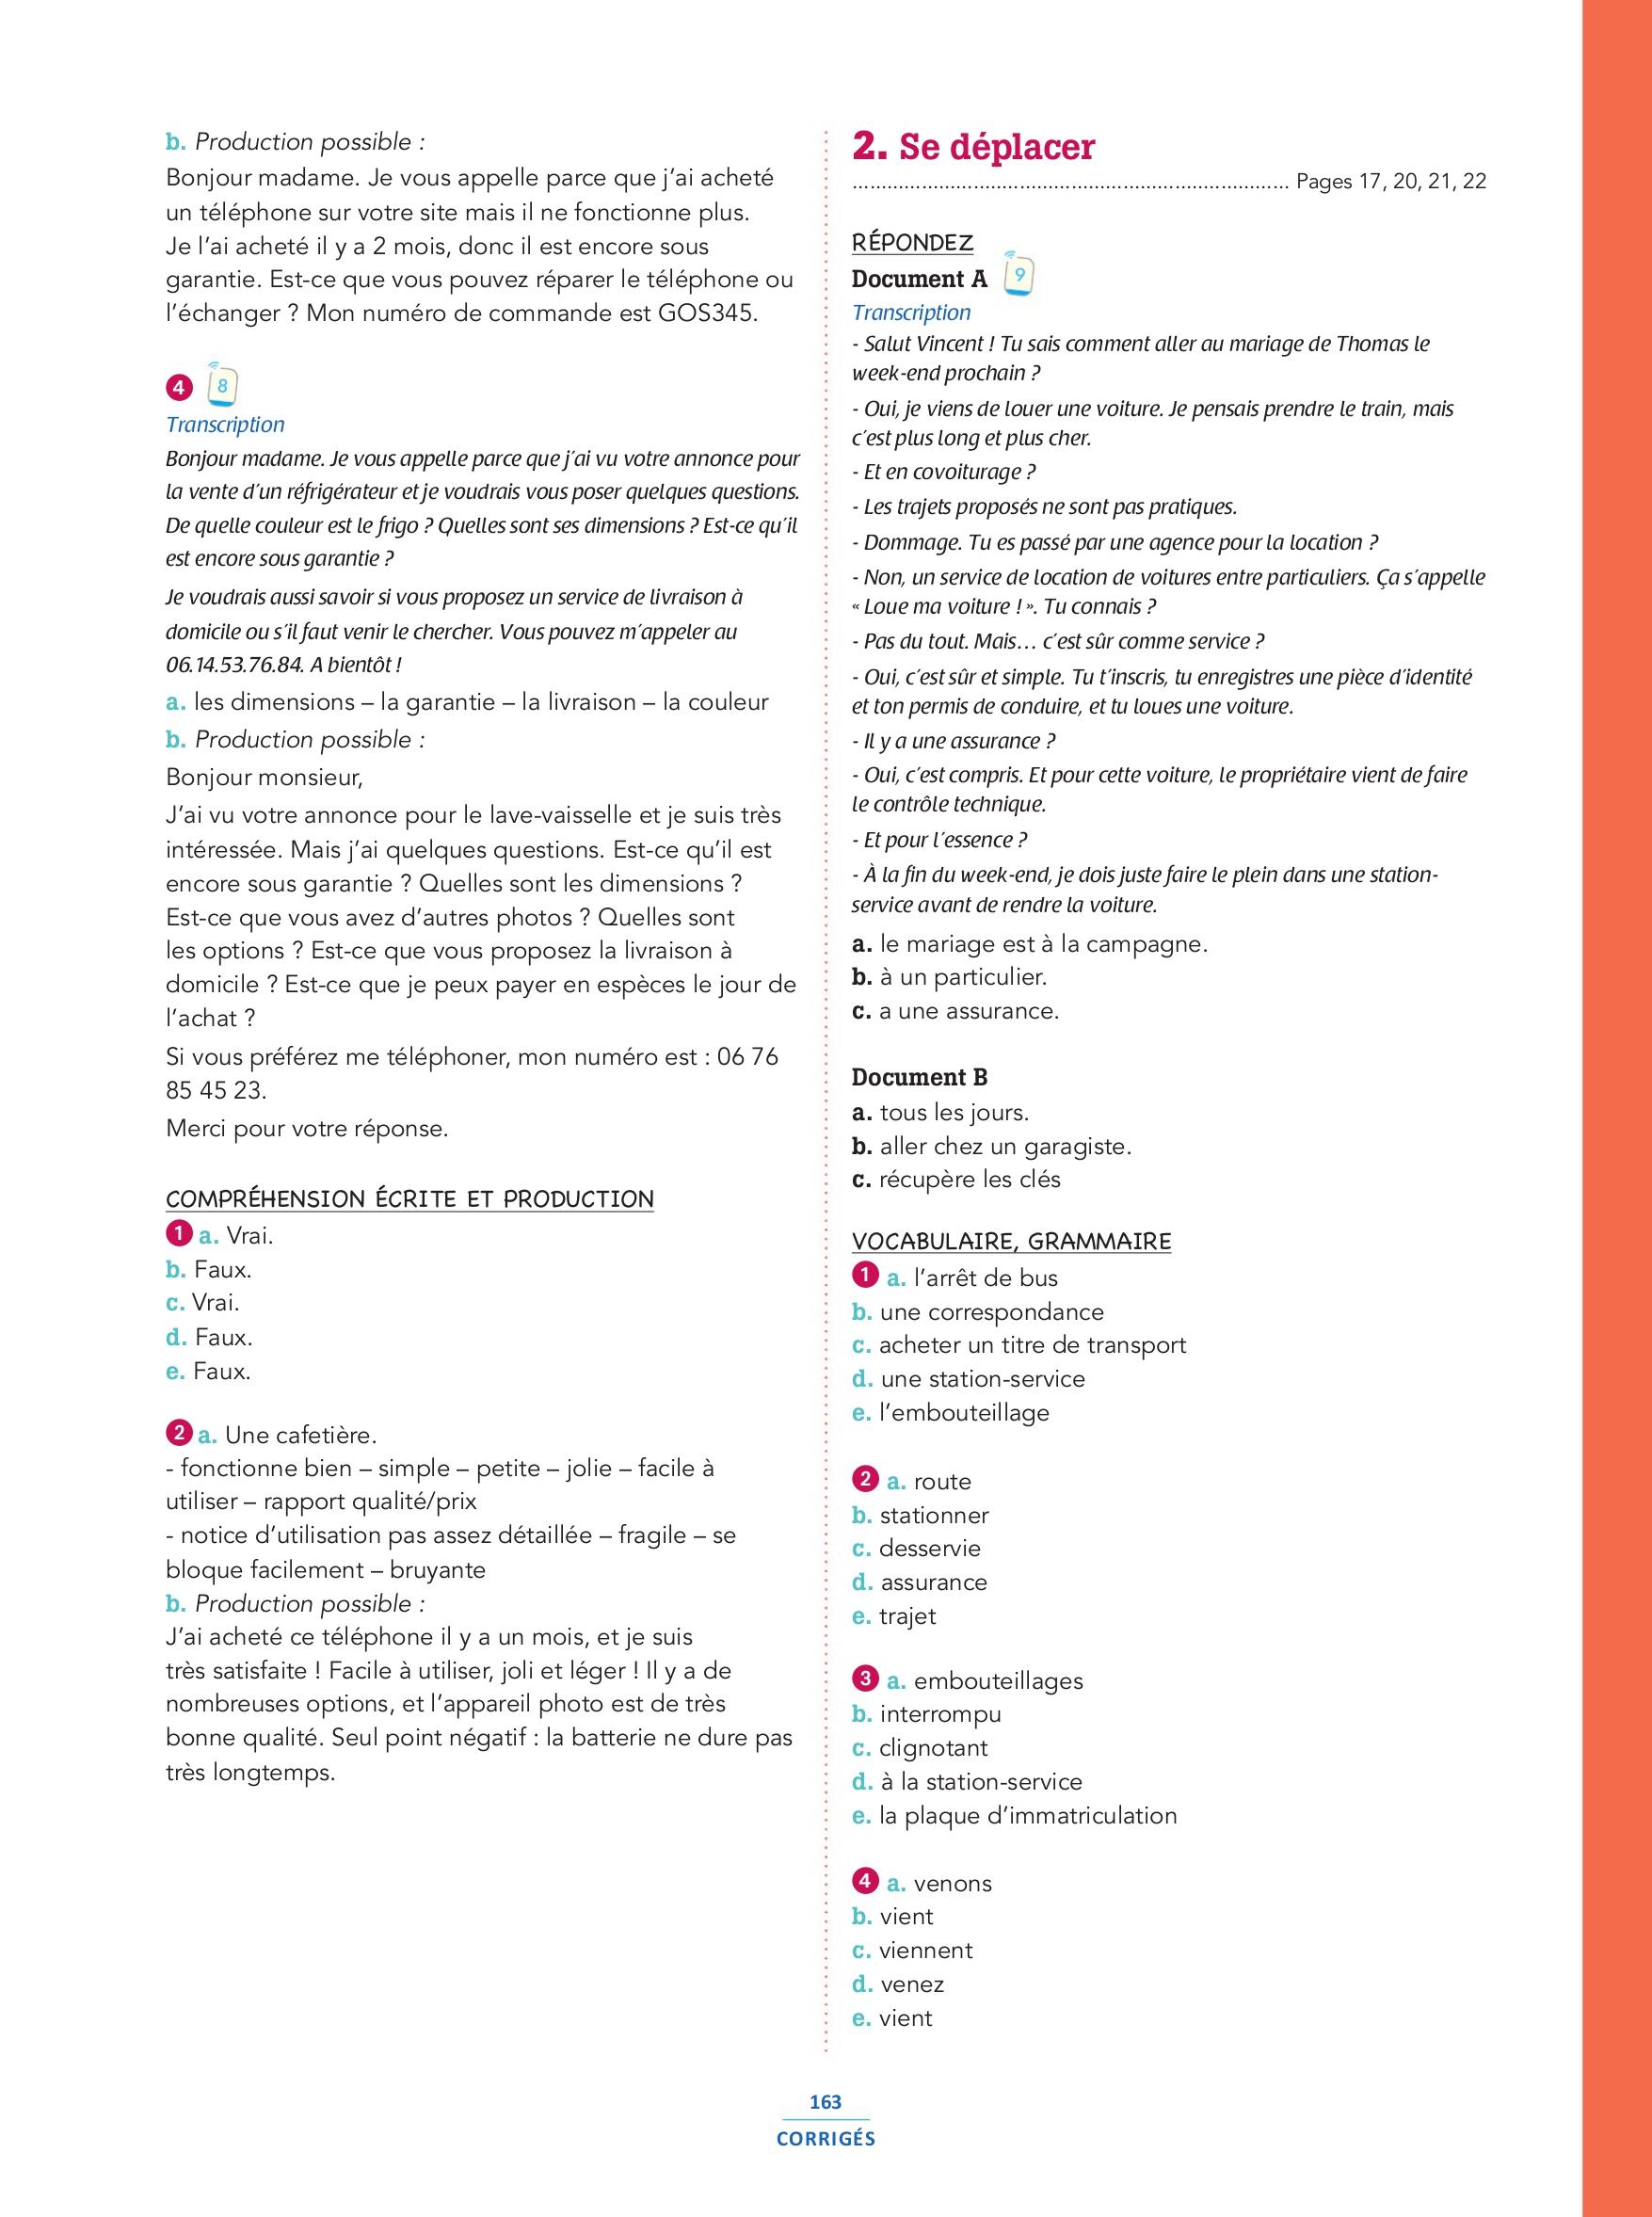 b. Production possible :
Bonjour madame. Je vous appelle parce que j’ai acheté
un téléphone sur votre site mais il ne fonctionne plus.
Je l’ai acheté il y a 2 mois, donc il est encore sous
garantie. Est-ce que vous pouvez réparer le téléphone ou
l’échanger ? Mon numéro de commande est GOS345.
4 8
Transcription
Bonjour madame. Je vous appelle parce que j’ai vu votre annonce pour
la vente d’un réfrigérateur et je voudrais vous poser quelques questions.
De quelle couleur est le frigo ? Quelles sont ses dimensions ? Est-ce qu’il
est encore sous garantie ?
Je voudrais aussi savoir si vous proposez un service de livraison à
domicile ou s’il faut venir le chercher. Vous pouvez m’appeler au
06.14.53.76.84. A bientôt !
a. les dimensions – la garantie – la livraison – la couleur
b. Production possible :
Bonjour monsieur,
J’ai vu votre annonce pour le lave-vaisselle et je suis très
intéressée. Mais j’ai quelques questions. Est-ce qu’il est
encore sous garantie ? Quelles sont les dimensions ?
Est-ce que vous avez d’autres photos ? Quelles sont
les options ? Est-ce que vous proposez la livraison à
domicile ? Est-ce que je peux payer en espèces le jour de
l’achat ?
Si vous préférez me téléphoner, mon numéro est : 06 76
85 45 23.
Merci pour votre réponse.
COMPRÉHENSION ÉCRITE ET PRODUCTION
1 a. Vrai.
b. Faux.
c. Vrai.
d. Faux.
e. Faux.
2 a. Une cafetière.
- fonctionne bien – simple – petite – jolie – facile à
utiliser – rapport qualité/prix
- notice d’utilisation pas assez détaillée – fragile – se
bloque facilement – bruyante
b. Production possible :
J’ai acheté ce téléphone il y a un mois, et je suis
très satisfaite ! Facile à utiliser, joli et léger ! Il y a de
nombreuses options, et l’appareil photo est de très
bonne qualité. Seul point négatif : la batterie ne dure pas
très longtemps.
2. Se déplacer
........................................................................... Pages 17, 20, 21, 22
RÉPONDEZ
Document A 9
Transcription
- Salut Vincent ! Tu sais comment aller au mariage de Thomas le
week-end prochain ?
- Oui, je viens de louer une voiture. Je pensais prendre le train, mais
c’est plus long et plus cher.
- Et en covoiturage ?
- Les trajets proposés ne sont pas pratiques.
- Dommage. Tu es passé par une agence pour la location ?
- Non, un service de location de voitures entre particuliers. Ça s’appelle
« Loue ma voiture ! ». Tu connais ?
- Pas du tout. Mais… c’est sûr comme service ?
- Oui, c’est sûr et simple. Tu t’inscris, tu enregistres une pièce d’identité
et ton permis de conduire, et tu loues une voiture.
- Il y a une assurance ?
- Oui, c’est compris. Et pour cette voiture, le propriétaire vient de faire
le contrôle technique.
- Et pour l’essence ?
- À la fin du week-end, je dois juste faire le plein dans une station-
service avant de rendre la voiture.
a. le mariage est à la campagne.
b. à un particulier.
c. a une assurance.
Document B
a. tous les jours.
b. aller chez un garagiste.
c. récupère les clés
VOCABULAIRE, GRAMMAIRE
1 a. l’arrêt de bus
b. une correspondance
c. acheter un titre de transport
d. une station-service
e. l’embouteillage
2 a. route
b. stationner
c. desservie
d. assurance
e. trajet
3 a. embouteillages
b. interrompu
c. clignotant
d. à la station-service
e. la plaque d’immatriculation
4 a. venons
b. vient
c. viennent
d. venez
e. vient
163
CORRIGÉS